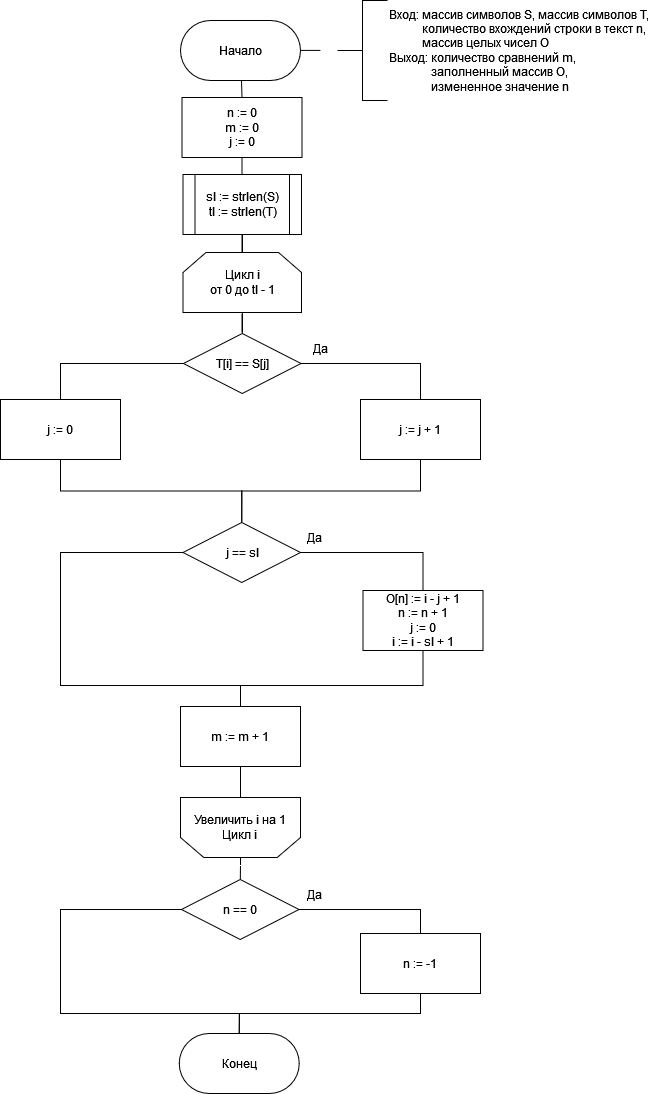 Начало
Вход: массив символов S, массив символов T,
количество вхождений строки в текст n,
массив целых чисел O
Выход: количество сравнений m,
заполненный массив O,
измененное значение n
n := 0
m := 0
j := 0
sl := strlen(S)
tl := strlen(T)
Цикл i
от 0 до tl - 1
T[i] == S[j]
Да
j := 0
j := j + 1
j == sl
Да
O[n] := i - j + 1
n := n + 1
j := 0
i := i - sl + 1
m := m + 1
Увеличить i на 1
Цикл i
n == 0
Да
n := -1
Конец